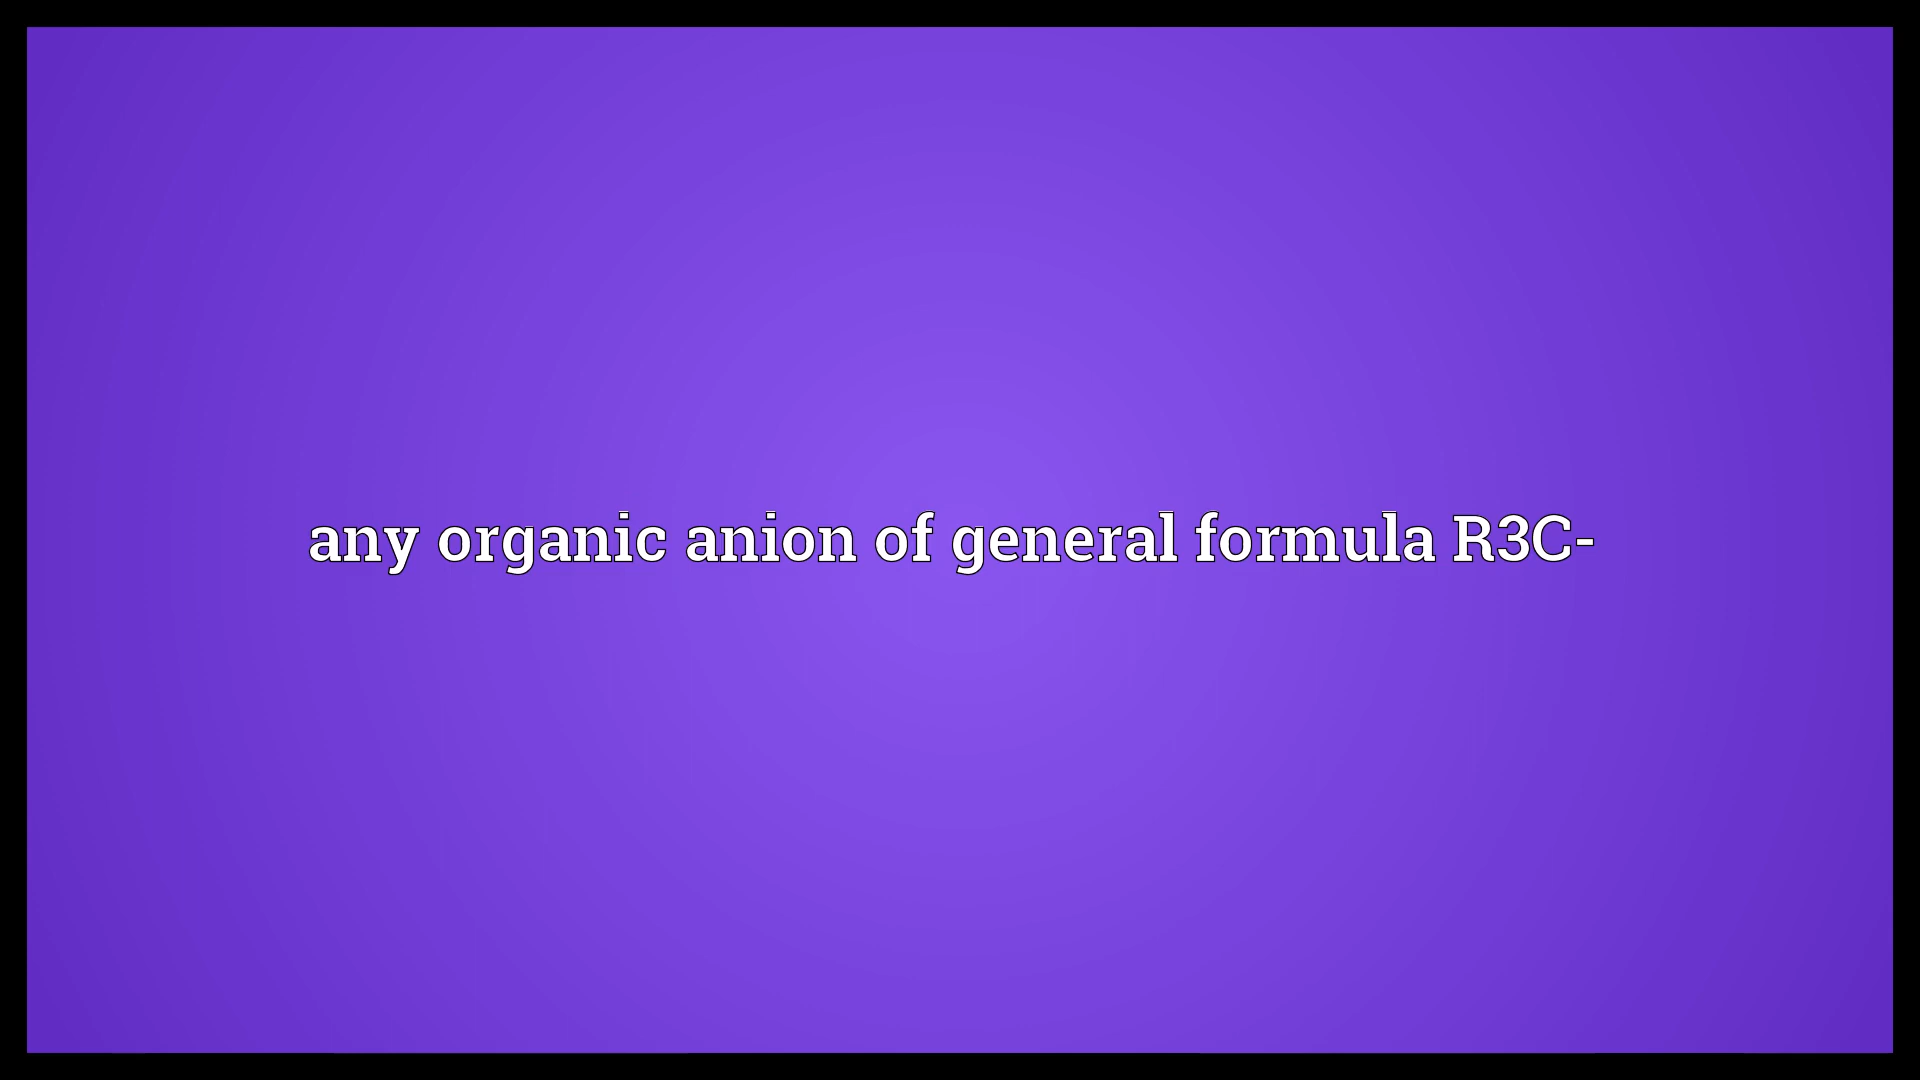 any organic anion of general formula R3C-